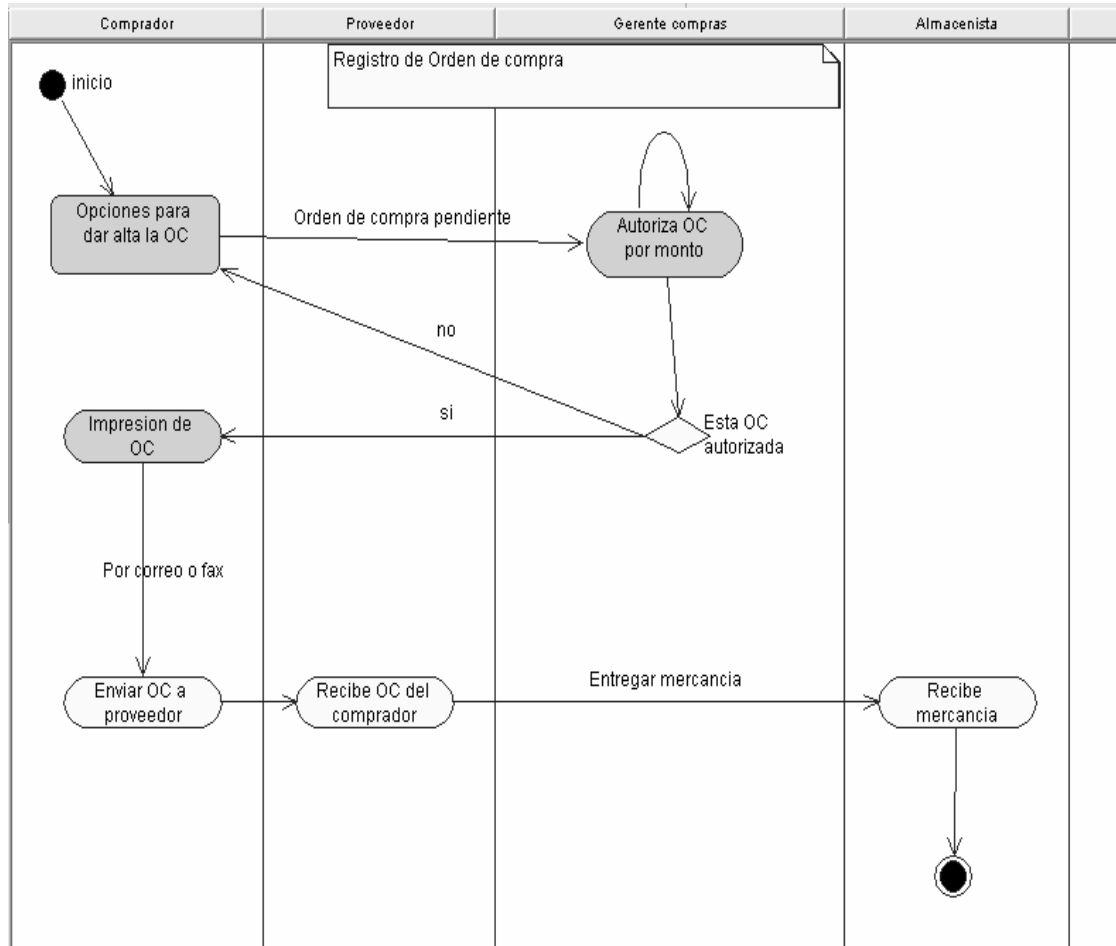 Comprador
Proveedor
Gerente compras
Almacenista
Registro de Orden de compra
inicio
Opciones para
dar alta la OC
Orden de compra pendiente
Autoriza OC
por monto
no
si
Esta OC
autorizada
Impresion de
OC
Por correo o fax
Enviar OC a
proveedor
Recibe OC del
comprador
Entregar mercancia
Recibe
mercancia